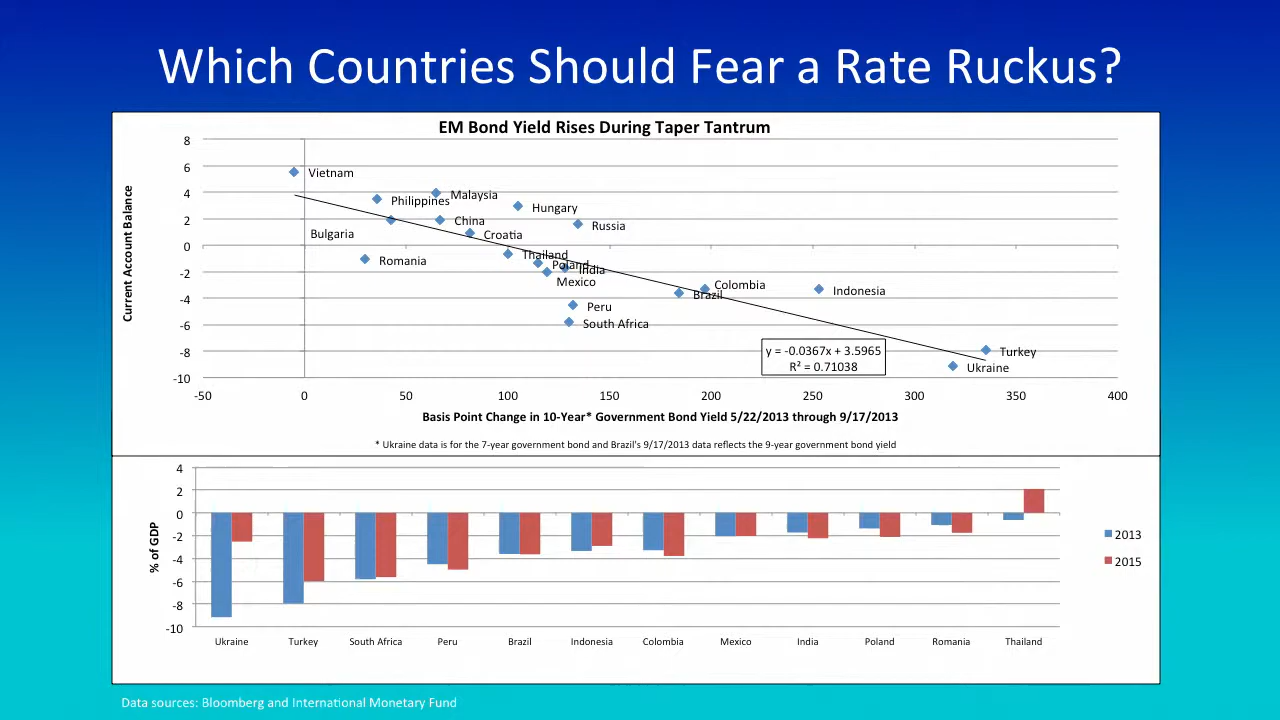 Which Countries Should Fear a Rate Ruckus?
EM Bond Yield Rises During Taper Tantrum
Current Account Balance
8
6
4
2
0
-2
-4
-6
-8
-10
Vietnam
Philippines
Malaysia
Hungary
Bulgaria
China
Croatia
Russia
Romania
Thailand
Poland
India
Mexico
Peru
South Africa
Brazil
Colombia
Indonesia
Turkey
Ukraine
y = -0.0367x + 3.5965
R² = 0.71038
-50 0 50 100 150 200 250 300 350 400
Basis Point Change in 10-Year* Government Bond Yield 5/22/2013 through 9/17/2013
* Ukraine data is for the 7-year government bond and Brazil's 9/17/2013 data reflects the 9-year government bond yield
% of GDP
4
2
0
-2
-4
-6
-8
-10
Ukraine Turkey South Africa Peru Brazil Indonesia Colombia Mexico India Poland Romania Thailand
2013
2015
Data sources: Bloomberg and International Monetary Fund